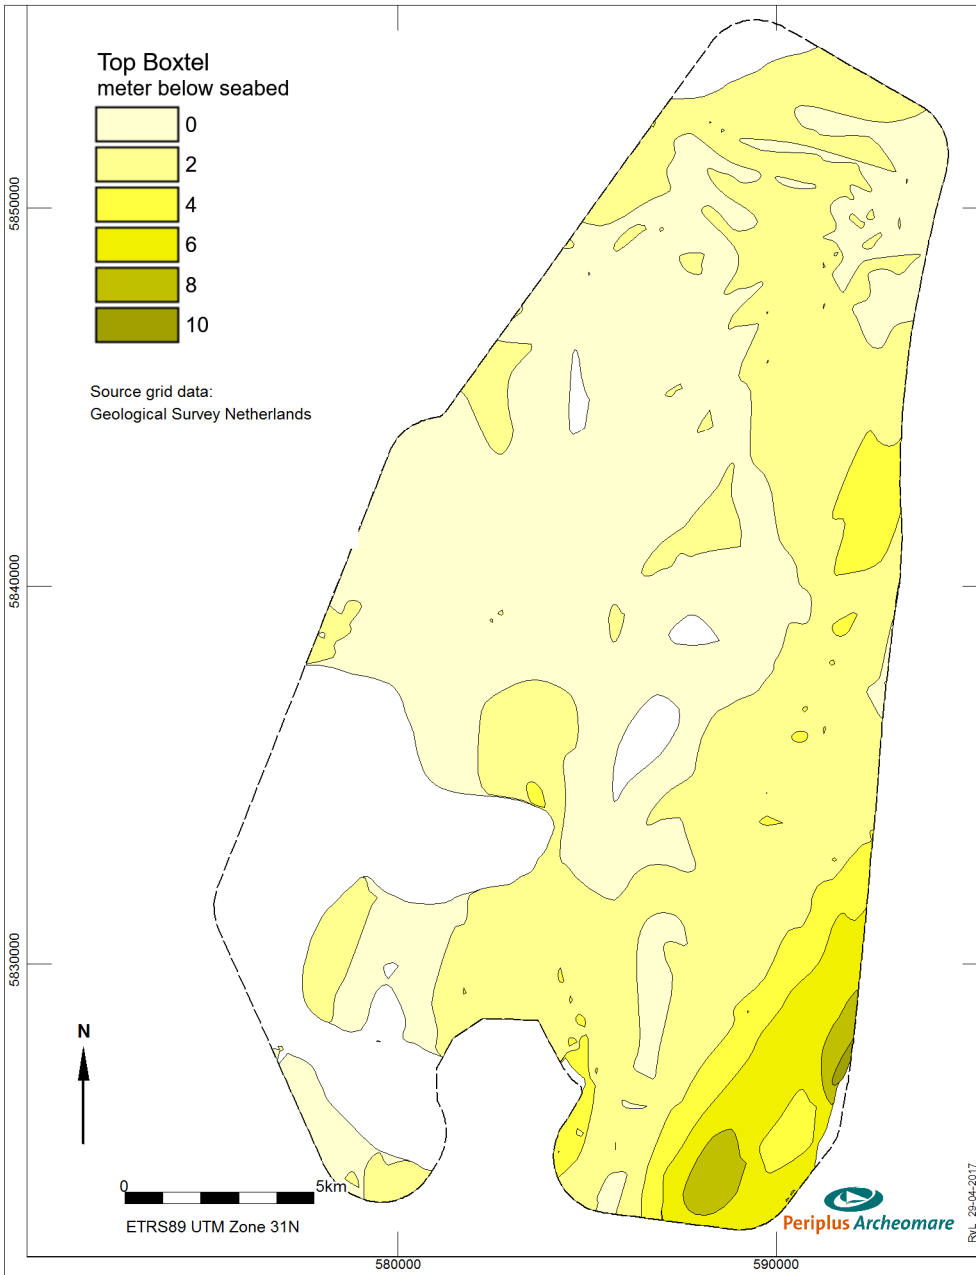 Top Boxtel
meter below seabed
0
2
4
6
8
10
Source grid data:
Geological Survey Netherlands
5850000
5840000
5830000
N
0
5km
ETRS89 UTM Zone 31N
580000
590000
Periplus Archeomare
RvL 29-04-2017